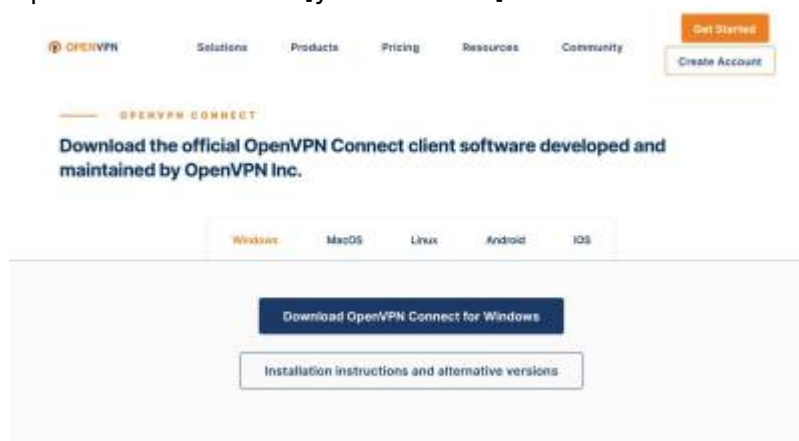 OPENVPN
Solutions Products Pricing Resources Community
Get Started
Create Account
OPENVPN CONNECT
Download the official OpenVPN Connect client software developed and
maintained by OpenVPN Inc.
Windows MacOS Linux Android iOS
Download OpenVPN Connect for Windows
Installation instructions and alternative versions